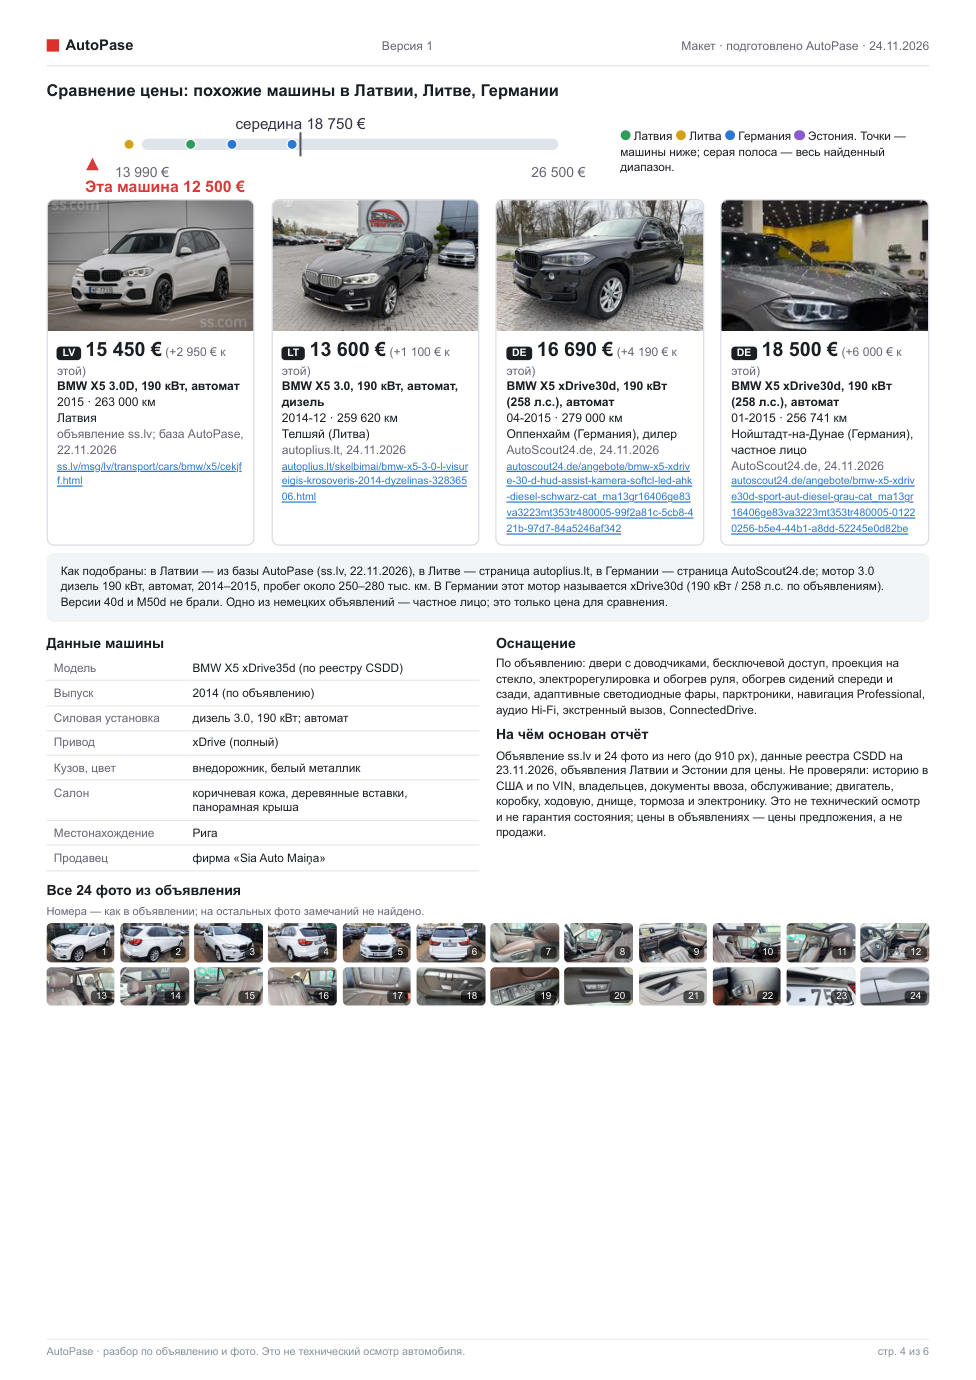 AutoPase
Версия 1
Макет · подготовлено AutoPase · 24.11.2026
Сравнение цены: похожие машины в Латвии, Литве, Германии
середина 18 750 €
13 990 €
26 500 €
Эта машина 12 500 €
Латвия Литва Германия Эстония. Точки —
машины ниже; серая полоса — весь найденный
диапазон.
ss.com
ss.com
LV 15 450 € (+2 950 € к
этой)
BMW X5 3.0D, 190 кВт, автомат
2015 · 263 000 км
Латвия
объявление ss.lv; база AutoPase,
22.11.2026
ss.lv/msg/lv/transport/cars/bmw/x5/cekjf
f.html
LT 13 600 € (+1 100 € к
этой)
BMW X5 3.0, 190 кВт, автомат,
дизель
2014-12 · 259 620 км
Телшяй (Литва)
autoplius.lt, 24.11.2026
autoplius.lt/skelbimai/bmw-x5-3-0-l-visur
eigis-krosoveris-2014-dyzelinas-328365
06.html
DE 16 690 € (+4 190 € к
этой)
BMW X5 xDrive30d, 190 кВт
(258 л.с.), автомат
04-2015 · 279 000 км
Оппенхайм (Германия), дилер
AutoScout24.de, 24.11.2026
autoscout24.de/angebote/bmw-x5-xdriv
e-30-d-hud-assist-kamera-softcl-led-ahk
-diesel-schwarz-cat_ma13gr16406ge83
va3223mt353tr480005-99f2a81c-5cb8-4
21b-97d7-84a5246af342
DE 18 500 € (+6 000 € к
этой)
BMW X5 xDrive30d, 190 кВт
(258 л.с.), автомат
01-2015 · 256 741 км
Нойштадт-на-Дунае (Германия),
частное лицо
AutoScout24.de, 24.11.2026
autoscout24.de/angebote/bmw-x5-xdriv
e30d-sport-aut-diesel-grau-cat_ma13gr
16406ge83va3223mt353tr480005-0122
0256-b5e4-44b1-a8dd-52245e0d82be
Как подобраны: в Латвии — из базы AutoPase (ss.lv, 22.11.2026), в Литве — страница autoplius.lt, в Германии — страница AutoScout24.de; мотор 3.0
дизель 190 кВт, автомат, 2014–2015, пробег около 250–280 тыс. км. В Германии этот мотор называется xDrive30d (190 кВт / 258 л.с. по объявлениям).
Версии 40d и M50d не брали. Одно из немецких объявлений — частное лицо; это только цена для сравнения.
Данные машины
Модель BMW X5 xDrive35d (по реестру CSDD)
Выпуск 2014 (по объявлению)
Силовая установка дизель 3.0, 190 кВт; автомат
Привод xDrive (полный)
Кузов, цвет внедорожник, белый металлик
Салон коричневая кожа, деревянные вставки,
панорамная крыша
Местонахождение Рига
Продавец фирма «Sia Auto Maiņa»
Оснащение
По объявлению: двери с доводчиками, бесключевой доступ, проекция на
стекло, электрорегулировка и обогрев руля, обогрев сидений спереди и
сзади, адаптивные светодиодные фары, парктроники, навигация Professional,
аудио Hi-Fi, экстренный вызов, ConnectedDrive.
На чём основан отчёт
Объявление ss.lv и 24 фото из него (до 910 px), данные реестра CSDD на
23.11.2026, объявления Латвии и Эстонии для цены. Не проверяли: историю в
США и по VIN, владельцев, документы ввоза, обслуживание; двигатель,
коробку, ходовую, днище, тормоза и электронику. Это не технический осмотр
и не гарантия состояния; цены в объявлениях — цены предложения, а не
продажи.
Все 24 фото из объявления
Номера — как в объявлении; на остальных фото замечаний не найдено.
1 2 3 4 5 6 7 8 9 10 11 12
13 14 15 16 17 18 19 20 21 22 23 24
AutoPase · разбор по объявлению и фото. Это не технический осмотр автомобиля.
стр. 4 из 6